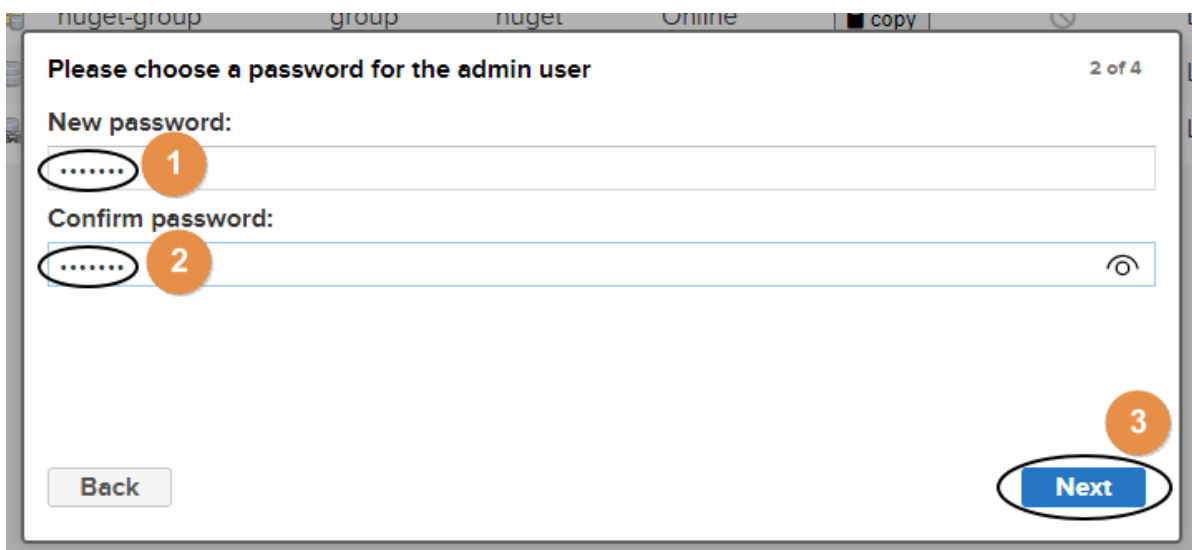 nuget-group group nuget Online copy
Please choose a password for the admin user 2 of 4
New password:
....... 1
Confirm password:
....... 2
3
Back Next